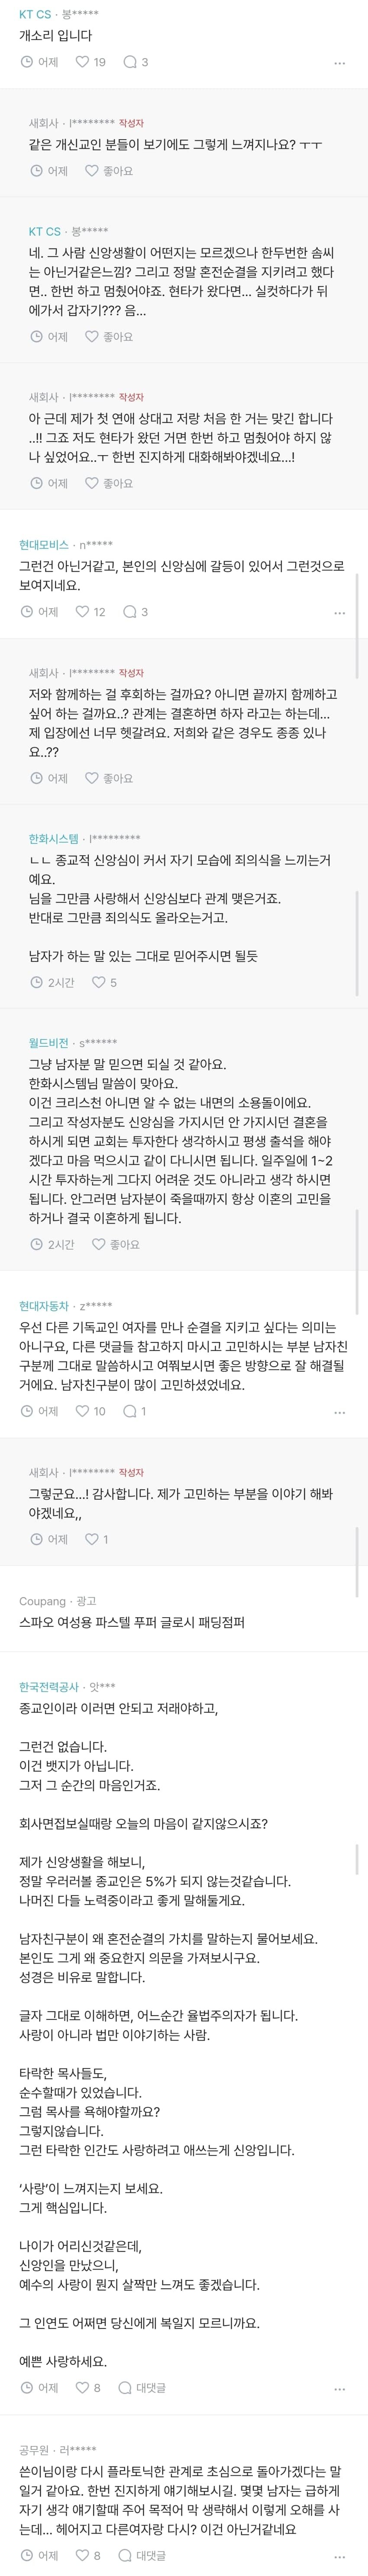 KT CS · 봉*****
개소리 입니다
어제 19 3
새회사 · l******** 작성자
같은 개신교인 분들이 보기에도 그렇게 느껴지나요? ㅜㅜ
어제 좋아요
KT CS · 봉*****
네. 그 사람 신앙생활이 어떤지는 모르겠으나 한두번한 솜씨
는 아닌거같은느낌? 그리고 정말 혼전순결을 지키려고 했다
면.. 한번 하고 멈췄어야죠. 현타가 왔다면... 실컷하다가 뒤
에가서 갑자기??? 음...
어제 좋아요
새회사 · l******** 작성자
아 근데 제가 첫 연애 상대고 저랑 처음 한 거는 맞긴 합니다
..!! 그죠 저도 현타가 왔던 거면 한번 하고 멈췄어야 하지 않
나 싶었어요..ㅜ 한번 진지하게 대화해봐야겠네요...!
어제 좋아요
현대모비스 · n*****
그런건 아닌거같고, 본인의 신앙심에 갈등이 있어서 그런것으로
보여지네요.
어제 12 3
새회사 · l******** 작성자
저와 함께하는 걸 후회하는 걸까요? 아니면 끝까지 함께하고
싶어 하는 걸까요..? 관계는 결혼하면 하자 라고는 하는데...
제 입장에선 너무 헷갈려요. 저희와 같은 경우도 종종 있나
요..??
어제 좋아요
한화시스템 · l*********
ㄴㄴ 종교적 신앙심이 커서 자기 모습에 죄의식을 느끼는거
예요.
님을 그만큼 사랑해서 신앙심보다 관계 맺은거죠.
반대로 그만큼 죄의식도 올라오는거고.
남자가 하는 말 있는 그대로 믿어주시면 될듯
2시간 5
월드비전 · s******
그냥 남자분 말 믿으면 되실 것 같아요.
한화시스템님 말씀이 맞아요.
이건 크리스천 아니면 알 수 없는 내면의 소용돌이에요.
그리고 작성자분도 신앙심을 가지시던 안 가지시던 결혼을
하시게 되면 교회는 투자한다 생각하시고 평생 출석을 해야
겠다고 마음 먹으시고 같이 다니시면 됩니다. 일주일에 1~2
시간 투자하는게 그다지 어려운 것도 아니라고 생각 하시면
됩니다. 안그러면 남자분이 죽을때까지 항상 이혼의 고민을
하거나 결국 이혼하게 됩니다.
2시간 좋아요
현대자동차 · z*****
우선 다른 기독교인 여자를 만나 순결을 지키고 싶다는 의미는
아니구요, 다른 댓글들 참고하지 마시고 고민하시는 부분 남자친
구분께 그대로 말씀하시고 여쭤보시면 좋은 방향으로 잘 해결될
거에요. 남자친구분이 많이 고민하셨었네요.
어제 10 1
새회사 · l******** 작성자
그렇군요...! 감사합니다. 제가 고민하는 부분을 이야기 해봐
야겠네요,,
어제 1
Coupang · 광고
스파오 여성용 파스텔 푸퍼 글로시 패딩점퍼
한국전력공사 · 앗***
종교인이라 이러면 안되고 저래야하고,
그런건 없습니다.
이건 뱃지가 아닙니다.
그저 그 순간의 마음인거죠.
회사면접보실때랑 오늘의 마음이 같지않으시죠?
제가 신앙생활을 해보니,
정말 우러러볼 종교인은 5%가 되지 않는것같습니다.
나머진 다들 노력중이라고 좋게 말해둘게요.
남자친구분이 왜 혼전순결의 가치를 말하는지 물어보세요.
본인도 그게 왜 중요한지 의문을 가져보시구요.
성경은 비유로 말합니다.
글자 그대로 이해하면, 어느순간 율법주의자가 됩니다.
사랑이 아니라 법만 이야기하는 사람.
타락한 목사들도,
순수할때가 있었습니다.
그럼 목사를 욕해야할까요?
그렇지않습니다.
그런 타락한 인간도 사랑하려고 애쓰는게 신앙입니다.
‘사랑’이 느껴지는지 보세요.
그게 핵심입니다.
나이가 어리신것같은데,
신앙인을 만났으니,
예수의 사랑이 뭔지 살짝만 느껴도 좋겠습니다.
그 인연도 어쩌면 당신에게 복일지 모르니까요.
예쁜 사랑하세요.
어제 8 대댓글
공무원 · 러*****
쓴이님이랑 다시 플라토닉한 관계로 초심으로 돌아가겠다는 말
일거 같아요. 한번 진지하게 얘기해보시길. 몇몇 남자는 급하게
자기 생각 얘기할때 주어 목적어 막 생략해서 이렇게 오해를 사
는데... 헤어지고 다른여자랑 다시? 이건 아닌거같네요
어제 8 대댓글